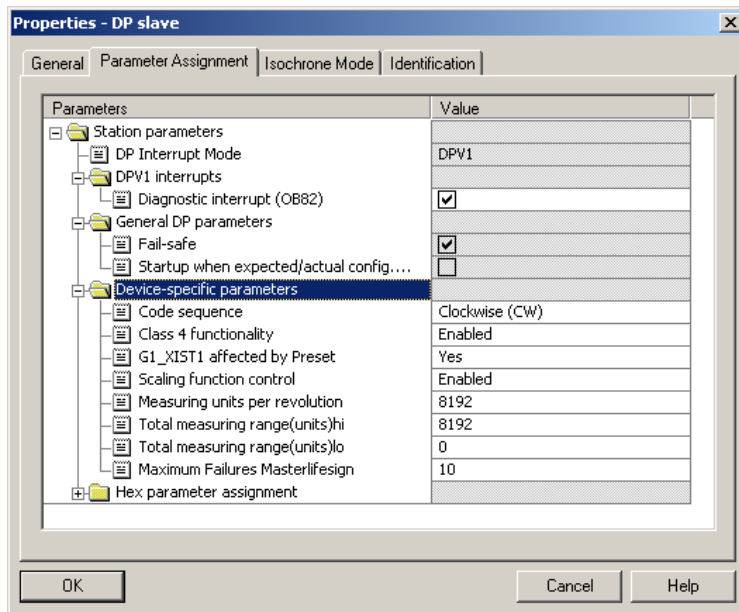 Properties - DP slave
General Parameter Assignment Isochrone Mode Identification
Parameters Value
Station parameters
DP Interrupt Mode DPV1
DPV1 interrupts
Diagnostic interrupt (OB82)
General DP parameters
Fail-safe
Startup when expected/actual config....
Device-specific parameters
Code sequence Clockwise (CW)
Class 4 functionality Enabled
G1_XIST1 affected by Preset Yes
Scaling function control Enabled
Measuring units per revolution 8192
Total measuring range(units)hi 8192
Total measuring range(units)lo 0
Maximum Failures Masterlifesign 10
Hex parameter assignment
OK Cancel Help